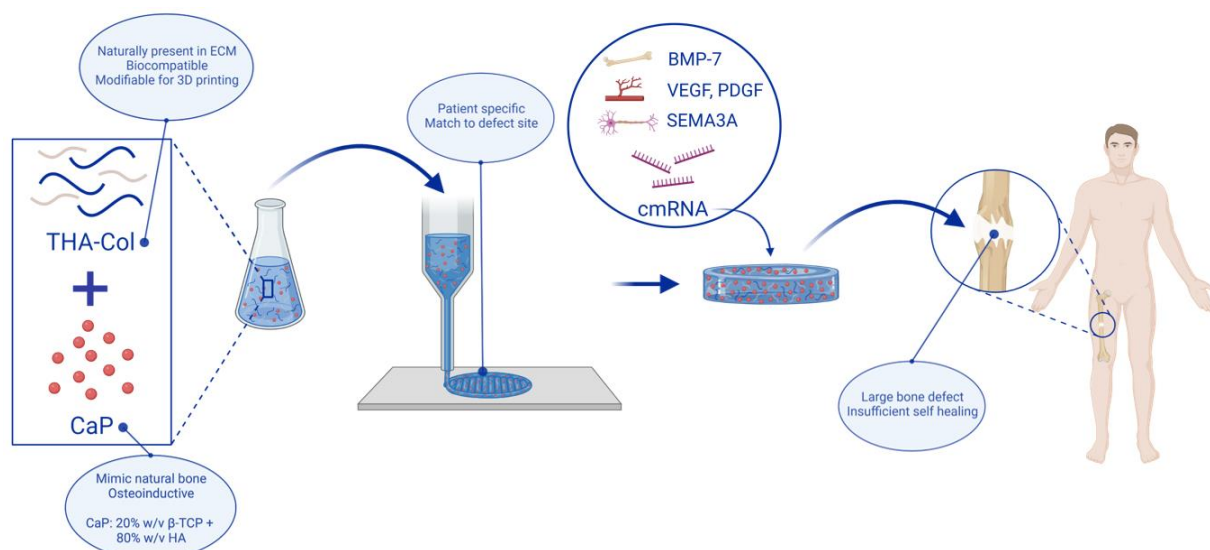 Naturally present in ECM
Biocompatible
Modifiable for 3D printing
THA-Col
CaP
Mimic natural bone
Osteoinductive
CaP: 20% w/v β-TCP +
80% w/v HA
Patient specific
Match to defect site
BMP-7
VEGF, PDGF
SEMA3A
cmRNA
Large bone defect
Insufficient self healing